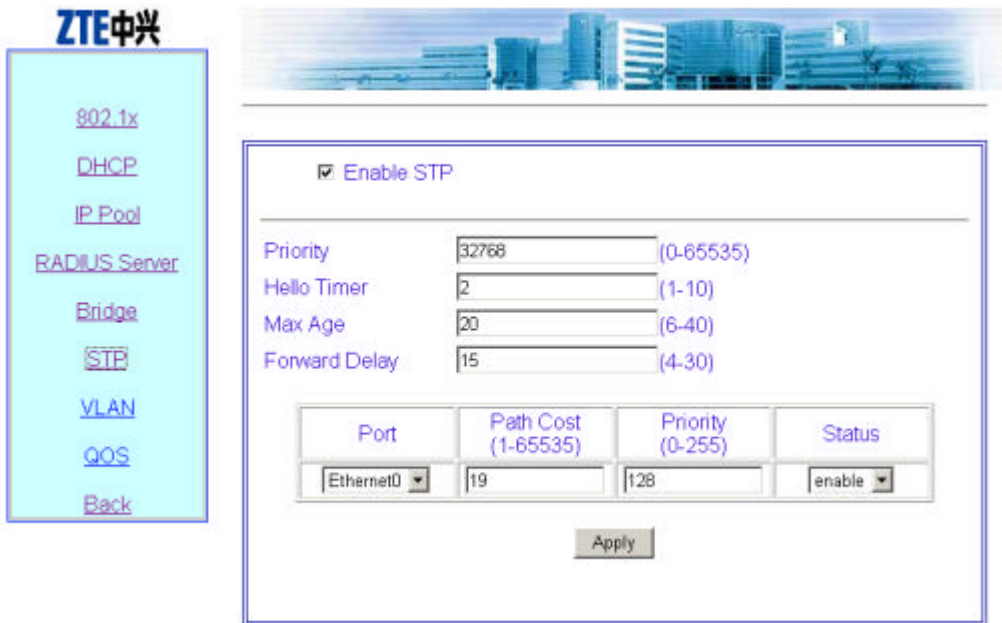 ZTE中兴
802.1x
DHCP
IP Pool
RADIUS Server
Bridge
STP
VLAN
QOS
Back
Enable STP
Priority 32768 (0-65535)
Hello Timer 2 (1-10)
Max Age 20 (6-40)
Forward Delay 15 (4-30)
Port Path Cost (1-65535) Priority (0-255) Status
Ethernet0 19 128 enable
Apply